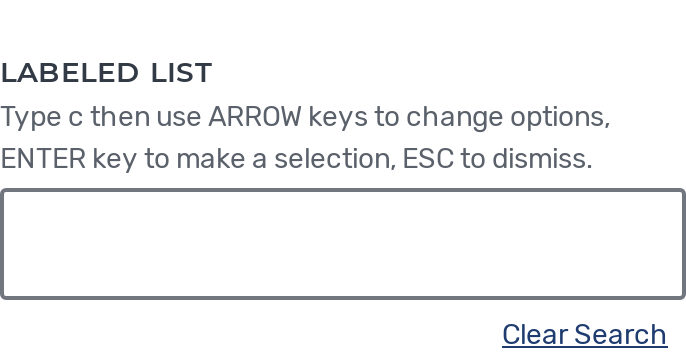 LABELED LIST
Type c then use ARROW keys to change options,
ENTER key to make a selection, ESC to dismiss.
Clear Search